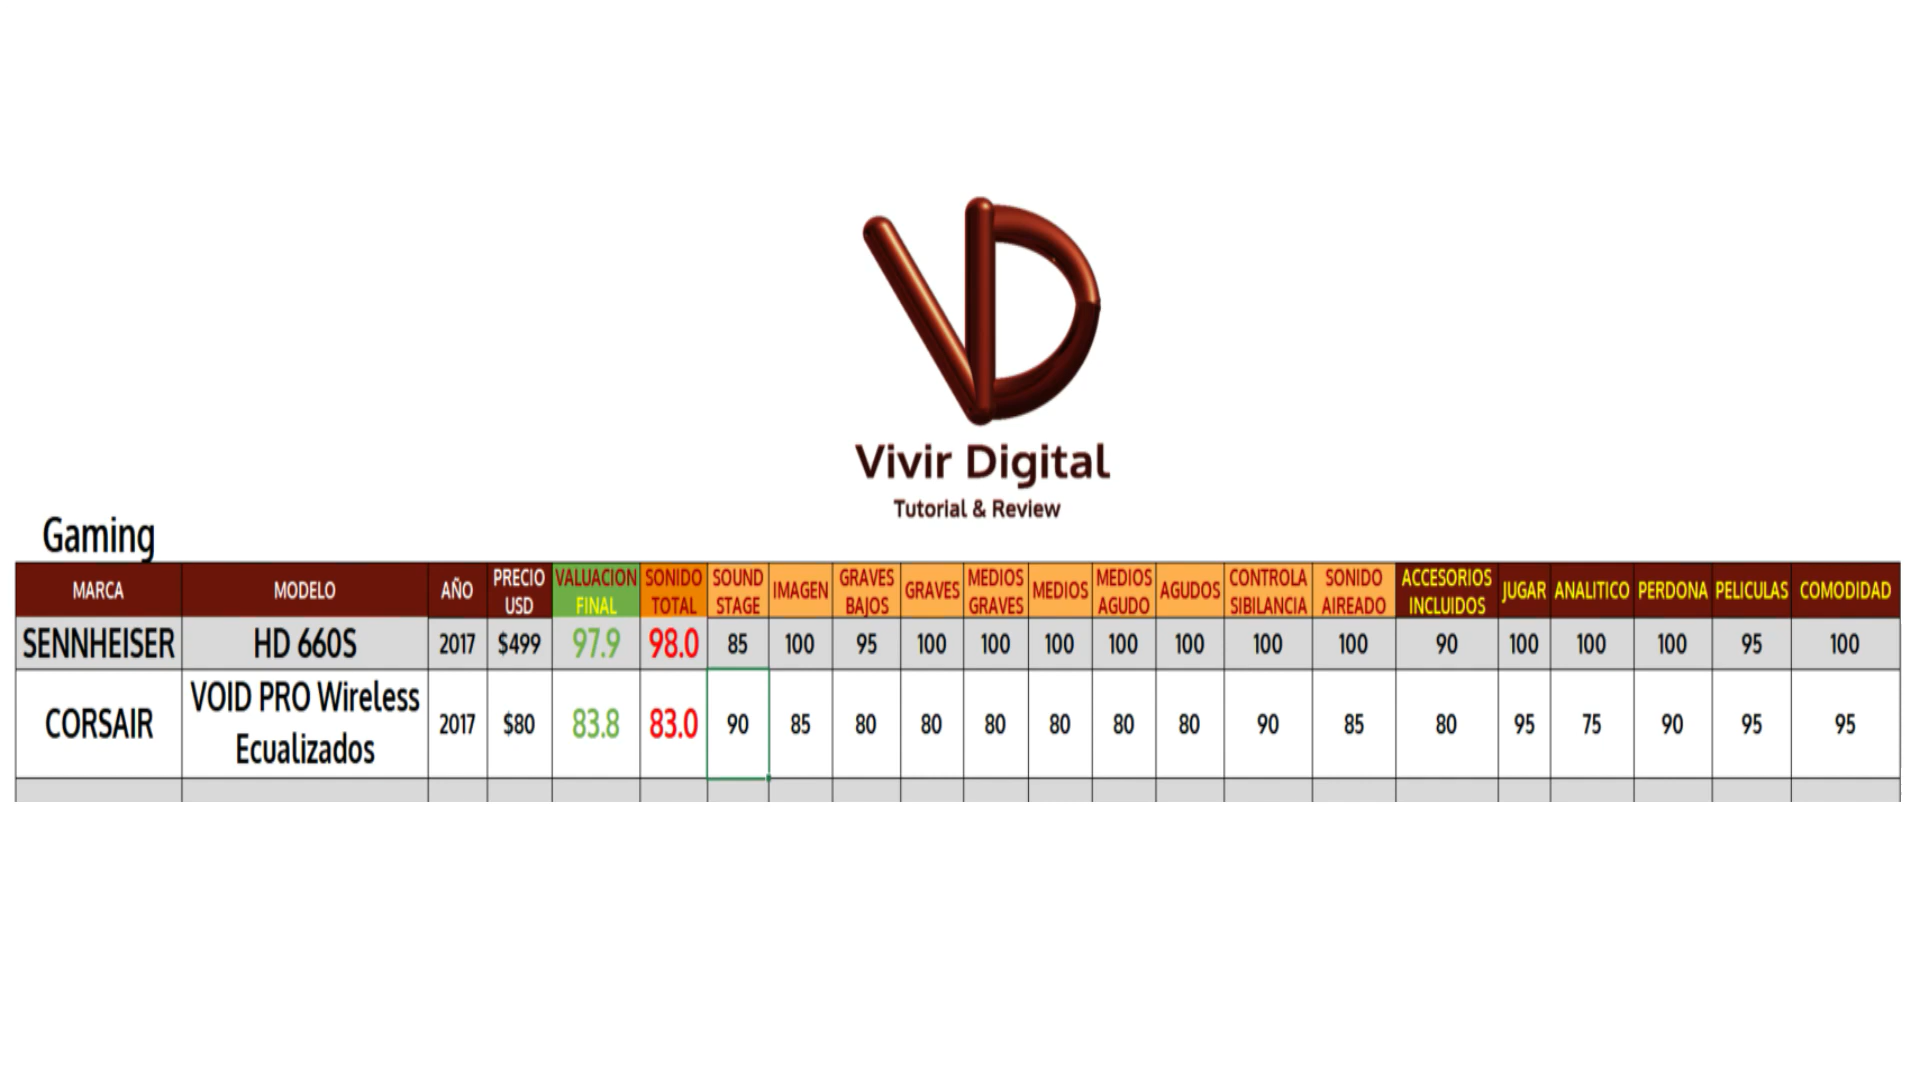 Vivir Digital
Tutorial & Review
Gaming
MARCA MODELO AÑO PRECIO USD VALUACION FINAL SONIDO TOTAL SOUND STAGE IMAGEN GRAVES BAJOS GRAVES MEDIOS GRAVES MEDIOS MEDIOS AGUDO AGUDOS CONTROLA SIBILANCIA SONIDO AIREADO ACCESORIOS INCLUIDOS JUGAR ANALITICO PERDONA PELICULAS COMODIDAD
SENNHEISER HD 660S 2017 $499 97.9 98.0 85 100 95 100 100 100 100 100 100 100 90 100 100 100 95 100
CORSAIR VOID PRO Wireless Ecualizados 2017 $80 83.8 83.0 90 85 80 80 80 80 80 80 90 85 80 95 75 90 95 95